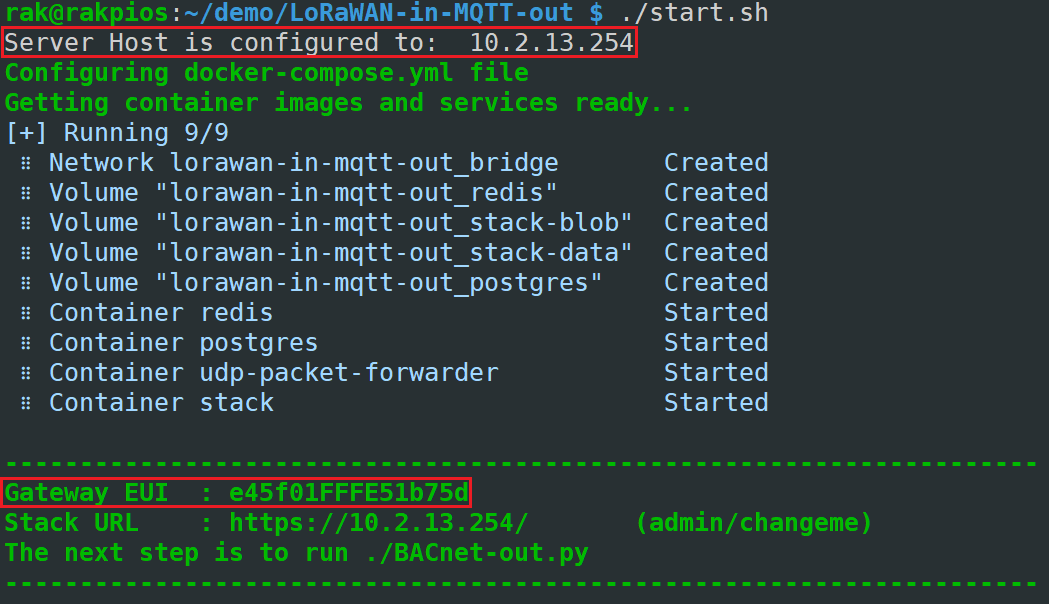 rak@rakpios:~/demo/LoRaWAN-in-MQTT-out $ ./start.sh
Server Host is configured to:  10.2.13.254
Configuring docker-compose.yml file
Getting container images and services ready...
[+] Running 9/9
 ⠿ Network lorawan-in-mqtt-out_bridge       Created
 ⠿ Volume "lorawan-in-mqtt-out_redis"       Created
 ⠿ Volume "lorawan-in-mqtt-out_stack-blob"  Created
 ⠿ Volume "lorawan-in-mqtt-out_stack-data"  Created
 ⠿ Volume "lorawan-in-mqtt-out_postgres"    Created
 ⠿ Container redis                          Started
 ⠿ Container postgres                       Started
 ⠿ Container udp-packet-forwarder           Started
 ⠿ Container stack                          Started
---------------------------------------------------------------------
Gateway EUI  : e45f01FFFE51b75d
Stack URL    : https://10.2.13.254/       (admin/changeme)
The next step is to run ./BACnet-out.py
---------------------------------------------------------------------